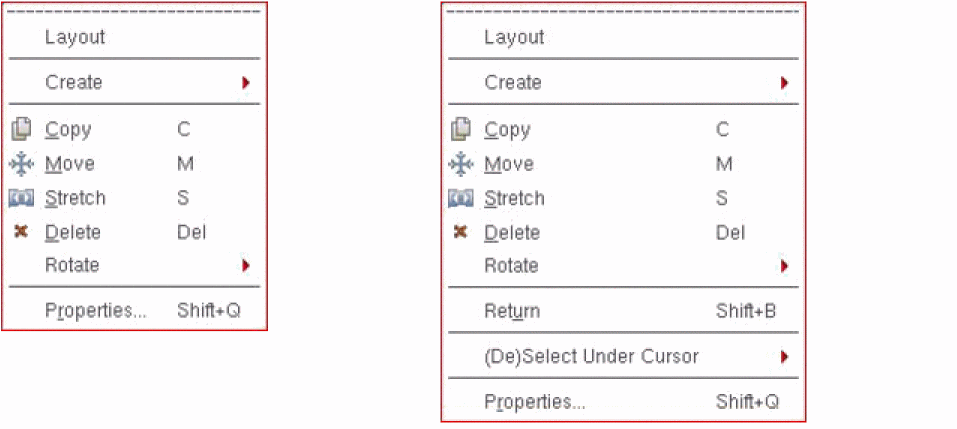 Layout
Create
Copy C
Move M
Stretch S
Delete Del
Rotate
Properties... Shift+Q
Layout
Create
Copy C
Move M
Stretch S
Delete Del
Rotate
Return Shift+B
(De)Select Under Cursor
Properties... Shift+Q